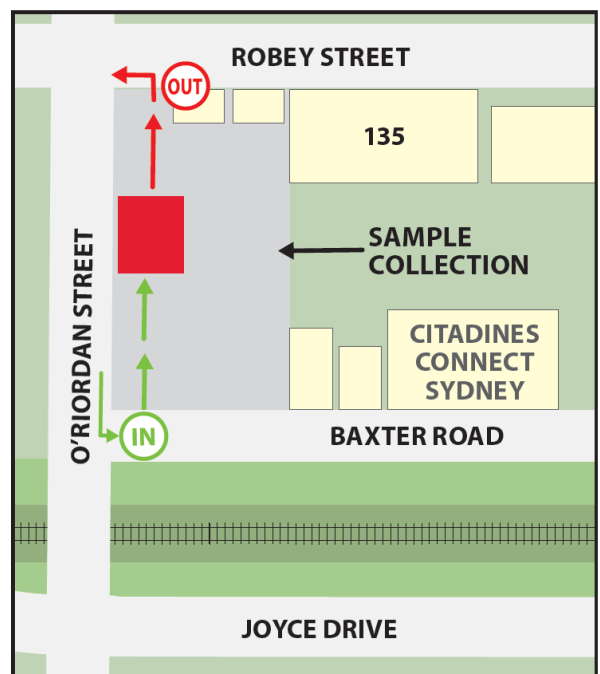 ROBEY STREET
OUT
135
SAMPLE
COLLECTION
O'RIORDAN STREET
CITADINES
CONNECT
SYDNEY
IN
BAXTER ROAD
JOYCE DRIVE